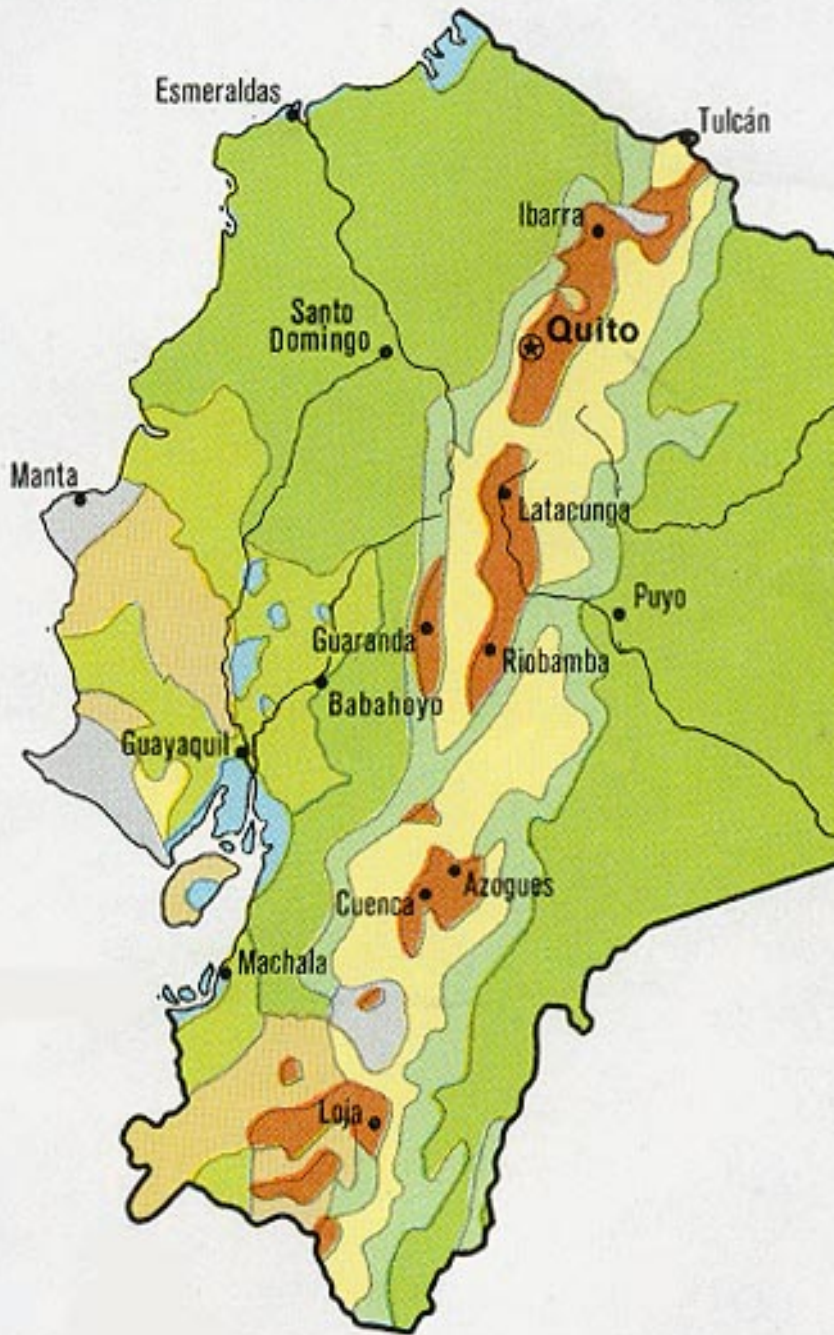 Esmeraldas
Tulcán
Ibarra
Santo
Domingo
Quito
Manta
Latacunga
Puyo
Guaranda
Riobamba
Babahoyo
Guayaquil
Azogues
Cuenca
Machala
Loja